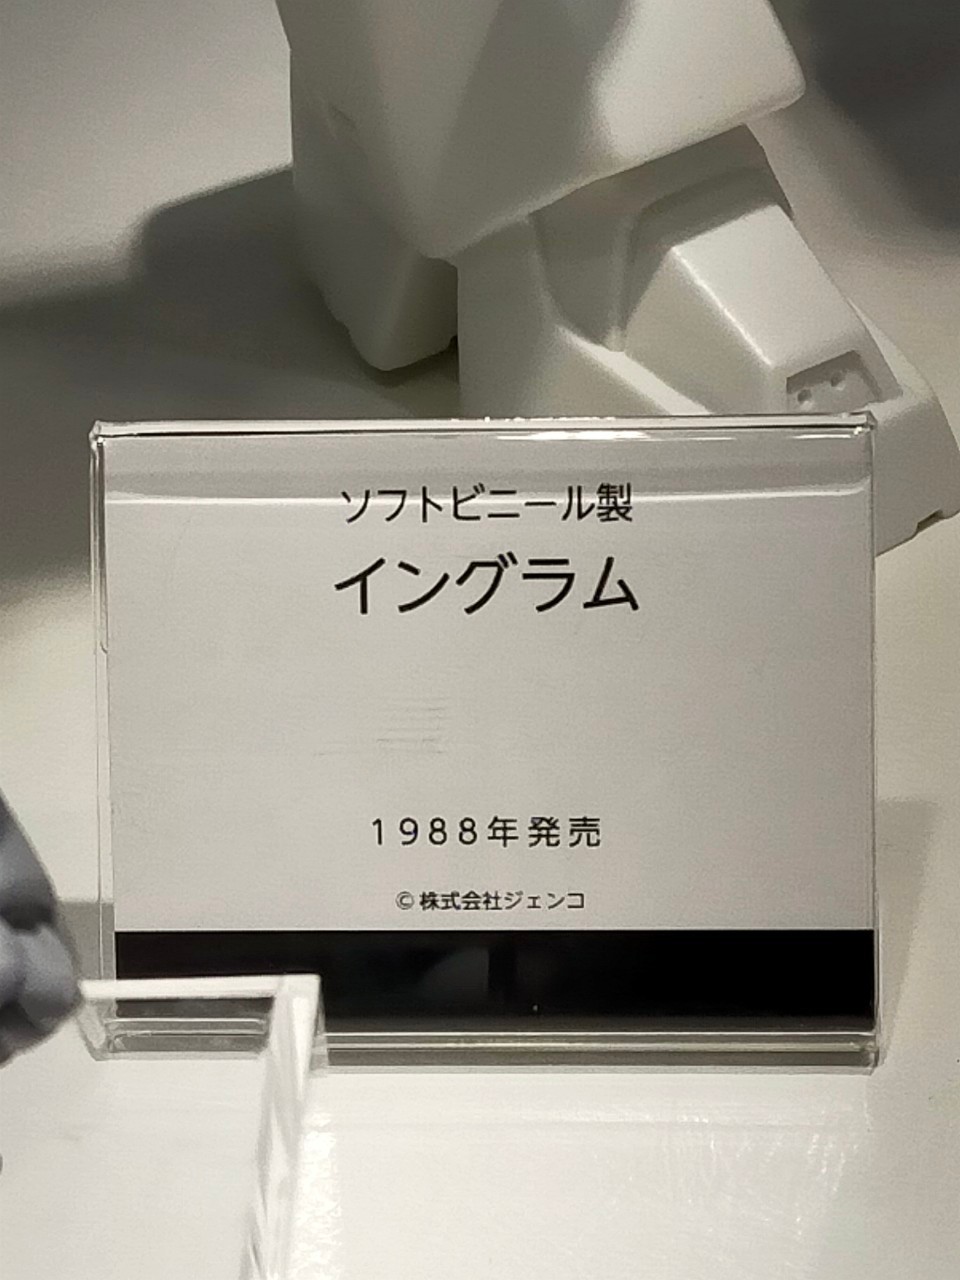 ソフトビニール製
イングラム
1988年発売
© 株式会社ジェンコ